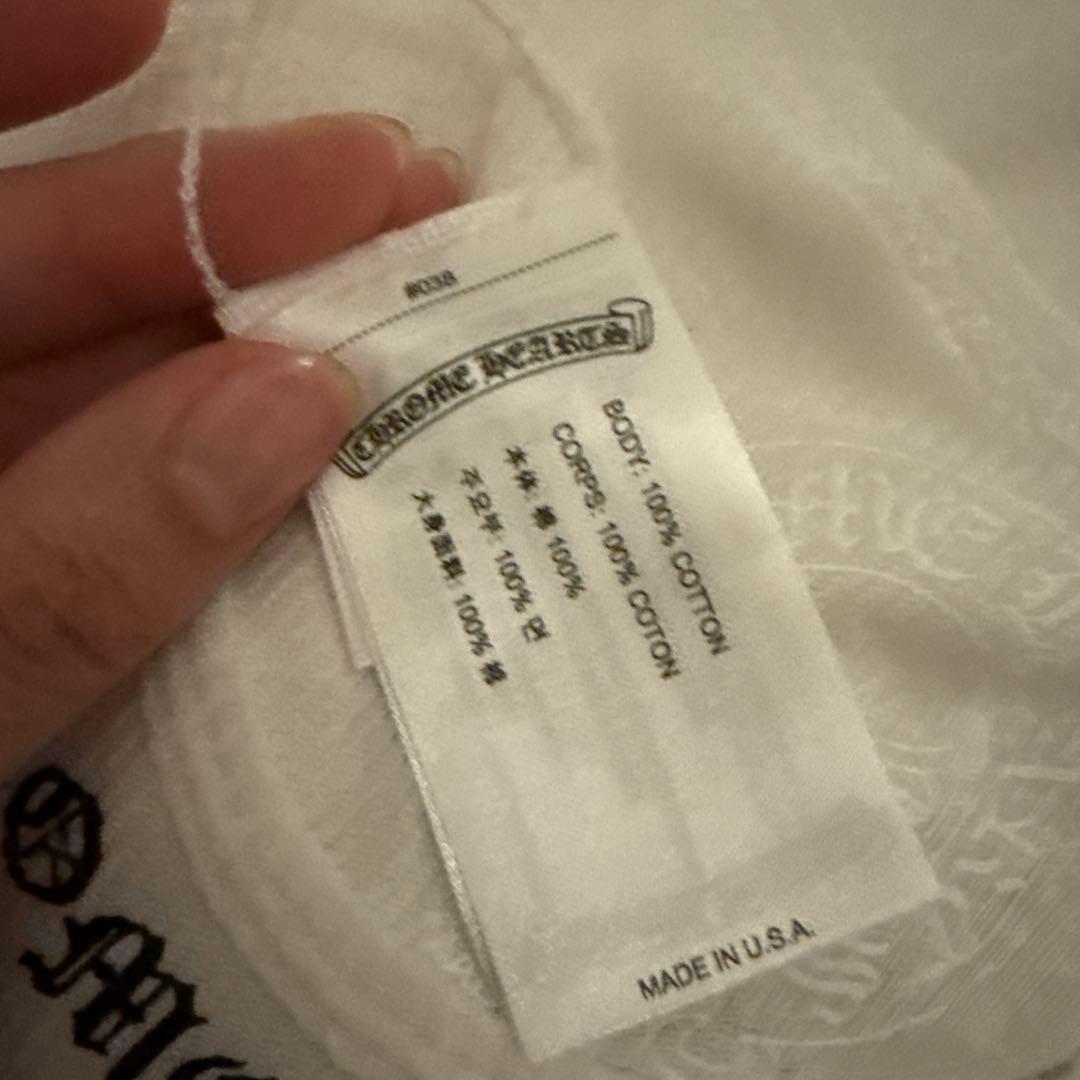 #038
CHROME HEARTS
BODY: 100% COTTON
CORPS: 100% COTON
本体: 綿 100%
주요부: 100% 면
大身面料: 100% 棉
MADE IN U.S.A.